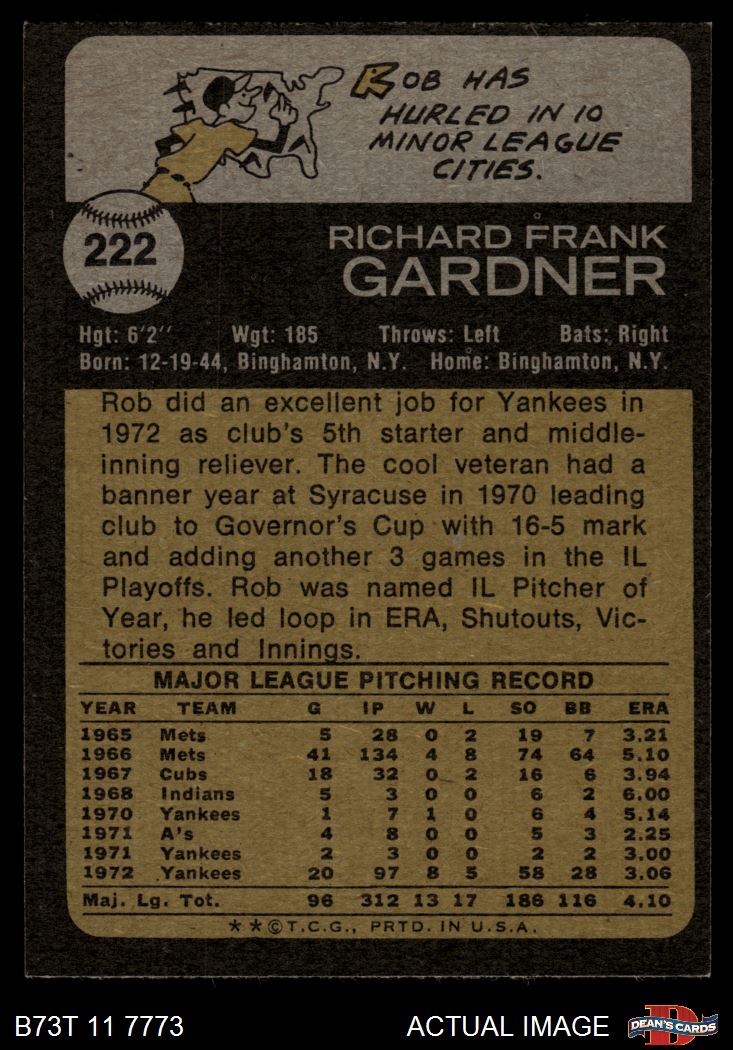 ROB HAS
HURLED IN 10
MINOR LEAGUE
CITIES.
222
RICHARD FRANK
GARDNER
Hgt: 6'2'' Wgt: 185 Throws: Left Bats: Right
Born: 12-19-44, Binghamton, N.Y. Home: Binghamton, N.Y.
Rob did an excellent job for Yankees in
1972 as club's 5th starter and middle-
inning reliever. The cool veteran had a
banner year at Syracuse in 1970 leading
club to Governor's Cup with 16-5 mark
and adding another 3 games in the IL
Playoffs. Rob was named IL Pitcher of
Year, he led loop in ERA, Shutouts, Vic-
tories and Innings.
MAJOR LEAGUE PITCHING RECORD
YEAR TEAM G IP W L SO BB ERA
1965 Mets 5 28 0 2 19 7 3.21
1966 Mets 41 134 4 8 74 64 5.10
1967 Cubs 18 32 0 2 16 6 3.94
1968 Indians 5 3 0 0 6 2 6.00
1970 Yankees 1 7 1 0 6 4 5.14
1971 A's 4 8 0 0 5 3 2.25
1971 Yankees 2 3 0 0 2 2 3.00
1972 Yankees 20 97 8 5 58 28 3.06
Maj. Lg. Tot. 96 312 13 17 186 116 4.10
**©T.C.G., PRTD. IN U.S.A.
B73T 11 7773 ACTUAL IMAGE DEAN'S CARDS